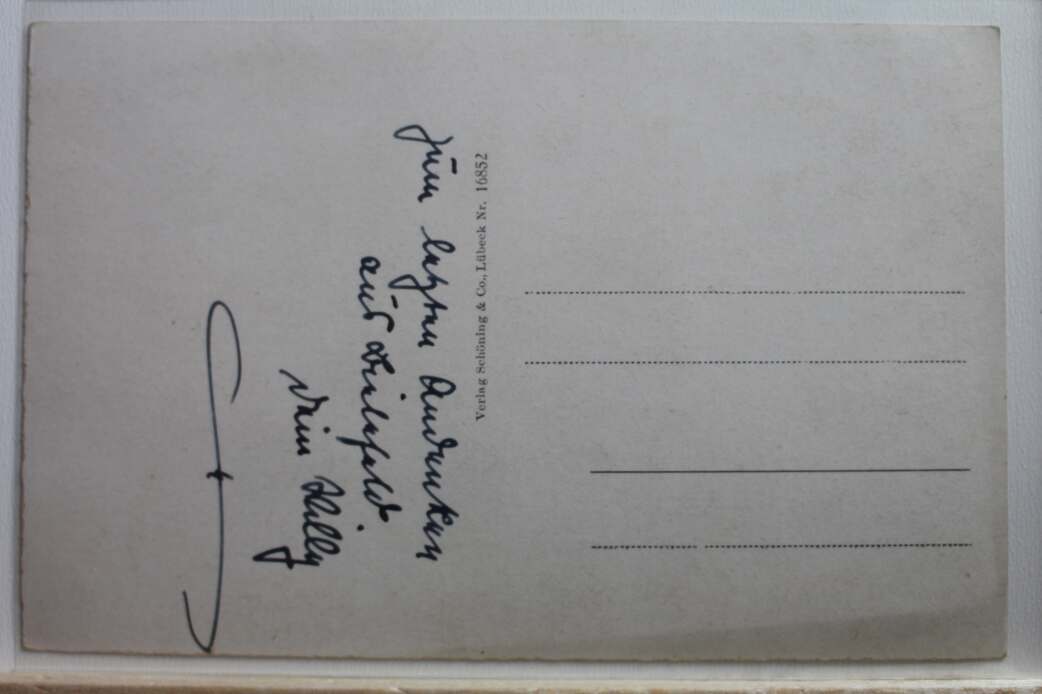 Zum letzten Andenken
aus Bielefeld.
Dein Willy
Verlag Schöning & Co., Lübeck Nr. 16852